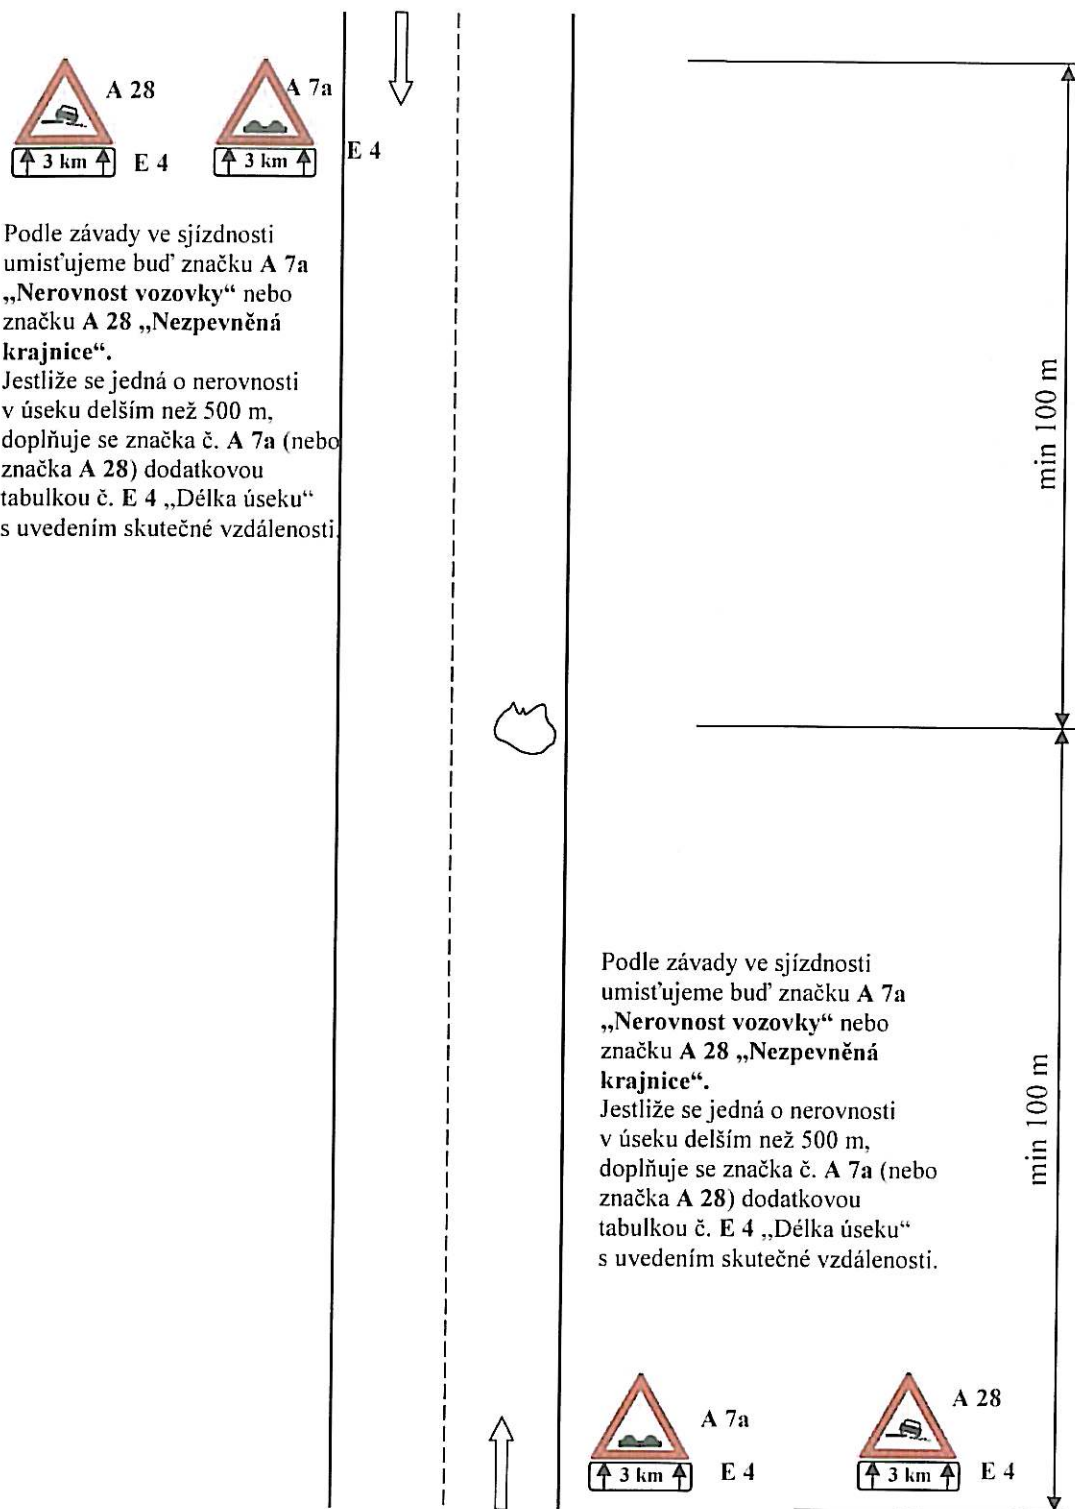 A 28
A 7a
3 km
E 4
3 km
E 4
Podle závady ve sjízdnosti
umisťujeme buď značku A 7a
„Nerovnost vozovky“ nebo
značku A 28 „Nezpevněná
krajnice“.
Jestliže se jedná o nerovnosti
v úseku delším než 500 m,
doplňuje se značka č. A 7a (nebo
značka A 28) dodatkovou
tabulkou č. E 4 „Délka úseku“
s uvedením skutečné vzdálenosti.
min 100 m
Podle závady ve sjízdnosti
umisťujeme buď značku A 7a
„Nerovnost vozovky“ nebo
značku A 28 „Nezpevněná
krajnice“.
Jestliže se jedná o nerovnosti
v úseku delším než 500 m,
doplňuje se značka č. A 7a (nebo
značka A 28) dodatkovou
tabulkou č. E 4 „Délka úseku“
s uvedením skutečné vzdálenosti.
min 100 m
A 7a
A 28
3 km
E 4
3 km
E 4